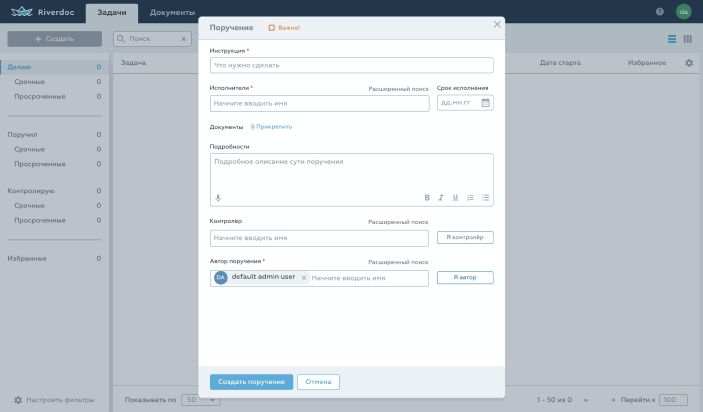 Riverdoc
Задачи
Документы
?
da
+ Создать
Поиск
Делаю 0
Срочные 0
Просроченные 0
Поручил 0
Срочные 0
Просроченные 0
Контролирую 0
Срочные 0
Просроченные 0
Избранные 0
Настроить фильтры
Задача
Дата старта
Избранное
Поручение
Важно!
Инструкция *
Что нужно сделать
Исполнители *
Расширенный поиск
Срок исполнения
Начните вводить имя
дд.мм.гг
Документы
Прикрепить
Подробности
Подробное описание сути поручения
B I U
Контролёр
Расширенный поиск
Начните вводить имя
Я контролёр
Автор поручения *
Расширенный поиск
DA default admin user × Начните вводить имя
Я автор
Создать поручение
Отмена
Показывать по 50
1 - 50 из 0
Перейти к 100